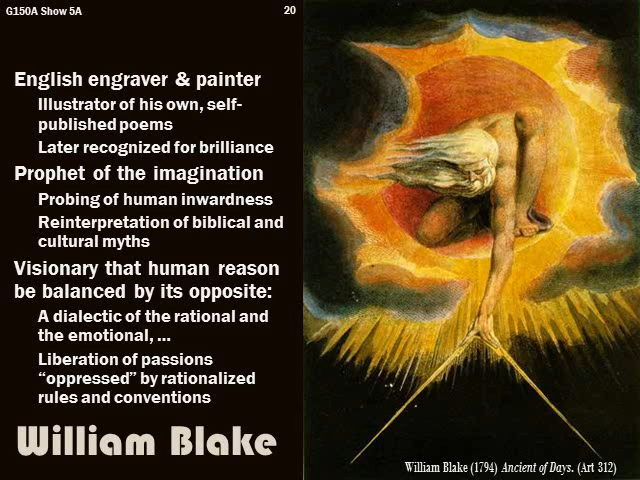 G150A Show 5A
20
English engraver & painter
Illustrator of his own, self-
published poems
Later recognized for brilliance
Prophet of the imagination
Probing of human inwardness
Reinterpretation of biblical and
cultural myths
Visionary that human reason
be balanced by its opposite:
A dialectic of the rational and
the emotional, ...
Liberation of passions
“oppressed” by rationalized
rules and conventions
William Blake
William Blake (1794) Ancient of Days. (Art 312)